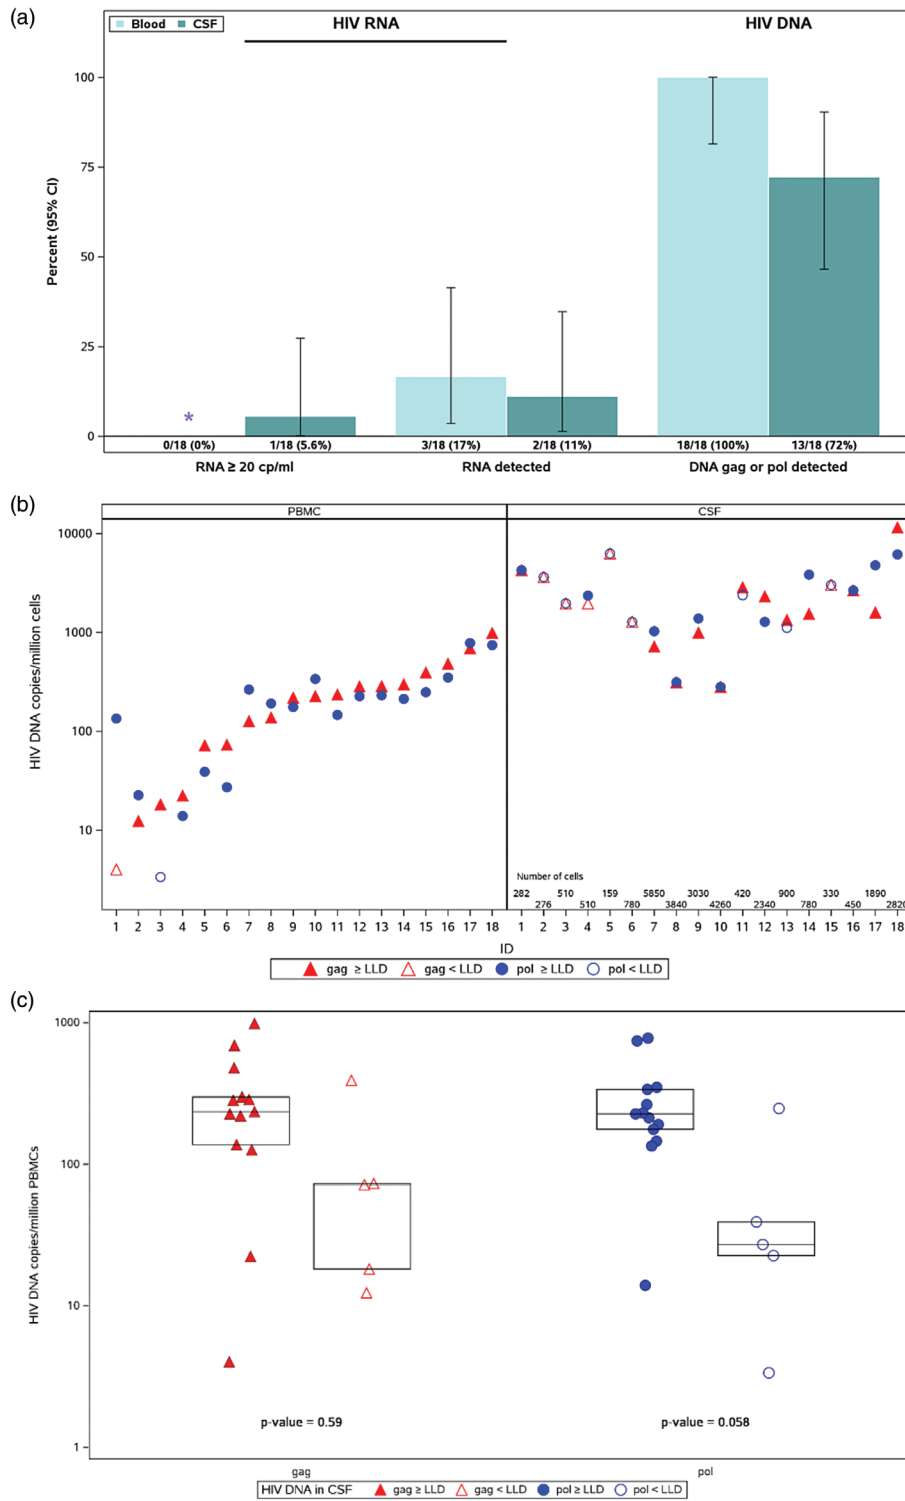 (a)
Blood CSF
HIV RNA
HIV DNA
Percent (95% CI)
100
75
50
25
0
*
0/18 (0%) 1/18 (5.6%) 3/18 (17%) 2/18 (11%) 18/18 (100%) 13/18 (72%)
RNA ≥ 20 cp/ml RNA detected DNA gag or pol detected
(b)
PBMC CSF
HIV DNA copies/million cells
10000
1000
100
10
Number of cells
282 510 159 5850 3030 420 900 330 1890
276 510 780 3840 4260 2340 780 450 2820
1 2 3 4 5 6 7 8 9 10 11 12 13 14 15 16 17 18 1 2 3 4 5 6 7 8 9 10 11 12 13 14 15 16 17 18
ID
gag ≥ LLD gag < LLD pol ≥ LLD pol < LLD
(c)
HIV DNA copies/million PBMCs
1000
100
10
1
p-value = 0.59 p-value = 0.058
gag pol
HIV DNA in CSF gag ≥ LLD gag < LLD pol ≥ LLD pol < LLD